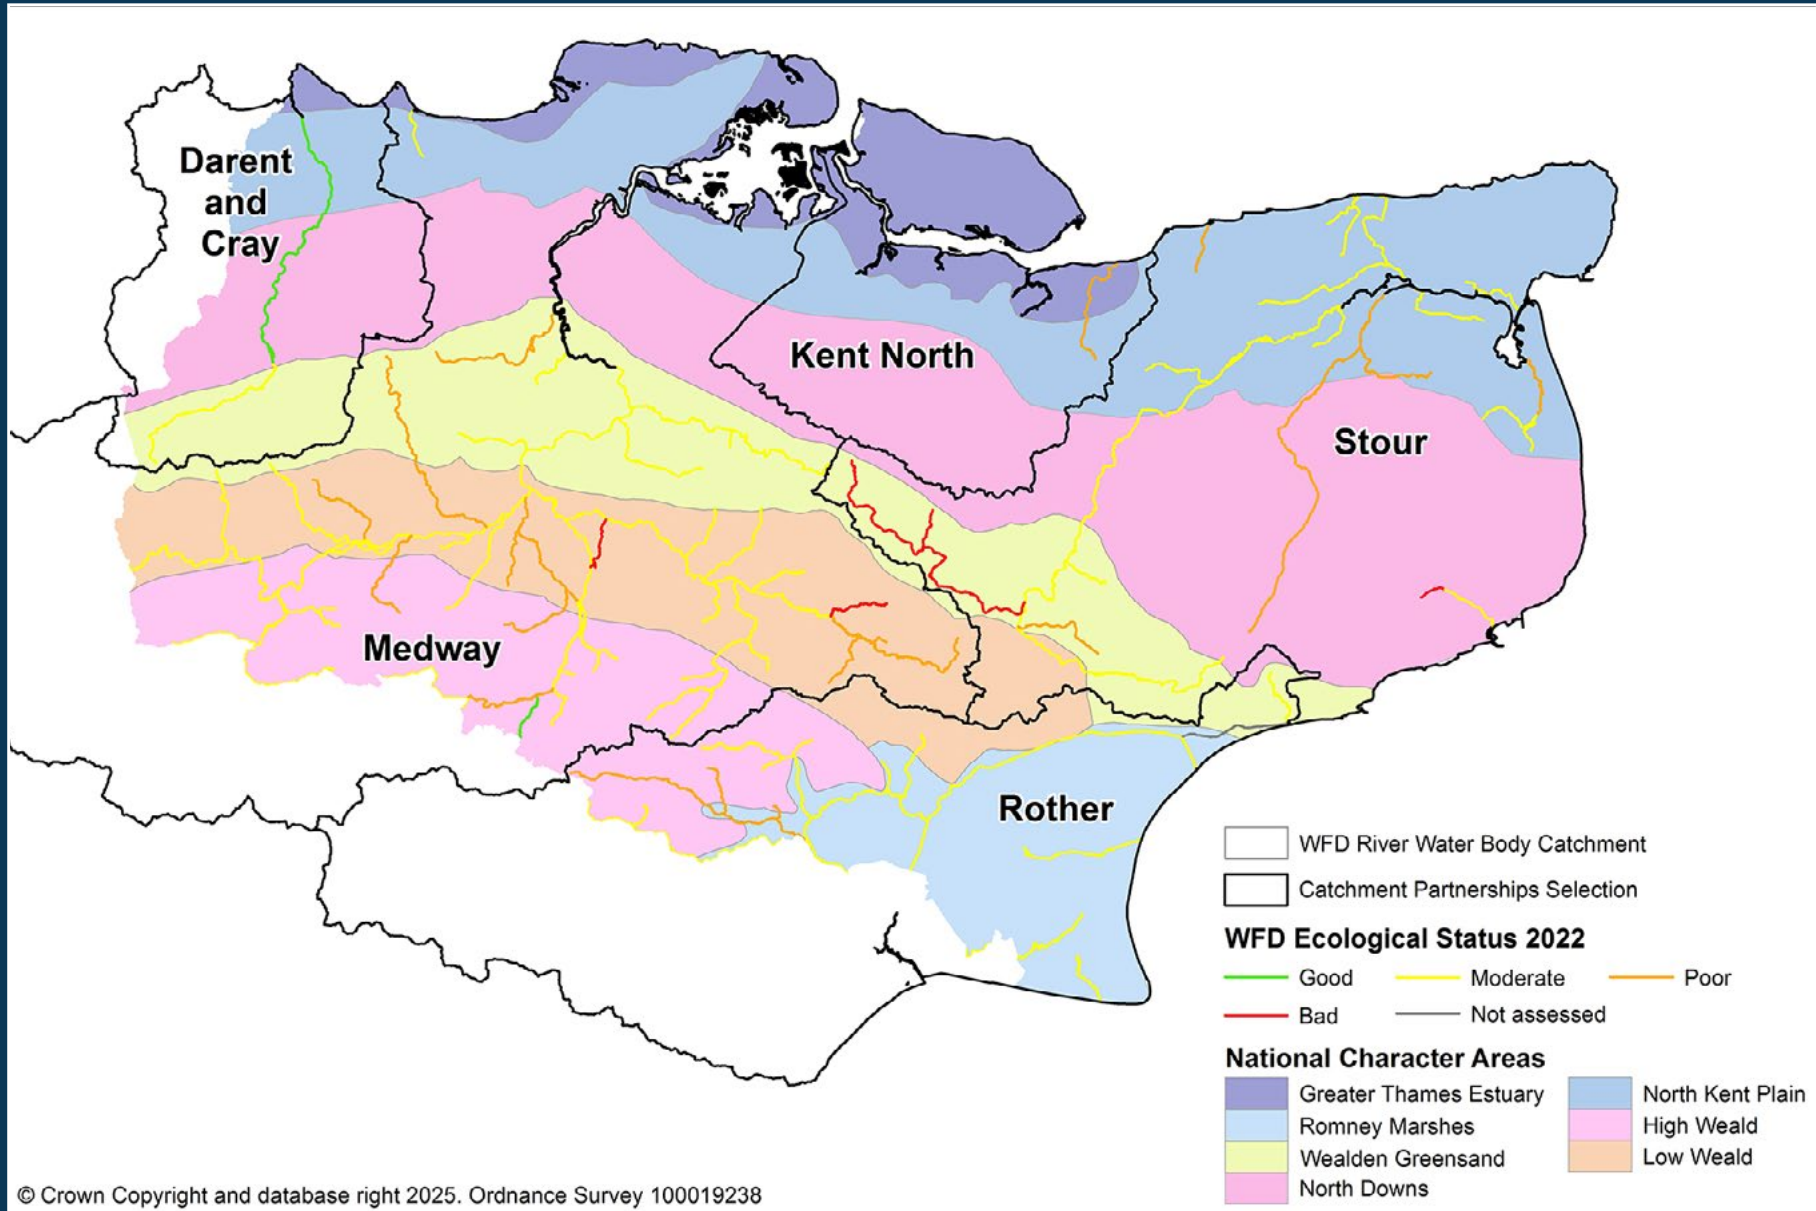 Darent
and
Cray
Kent North
Stour
Medway
Rother
WFD River Water Body Catchment
Catchment Partnerships Selection
WFD Ecological Status 2022
Good
Moderate
Poor
Bad
Not assessed
National Character Areas
Greater Thames Estuary
North Kent Plain
Romney Marshes
High Weald
Wealden Greensand
Low Weald
North Downs
© Crown Copyright and database right 2025. Ordnance Survey 100019238